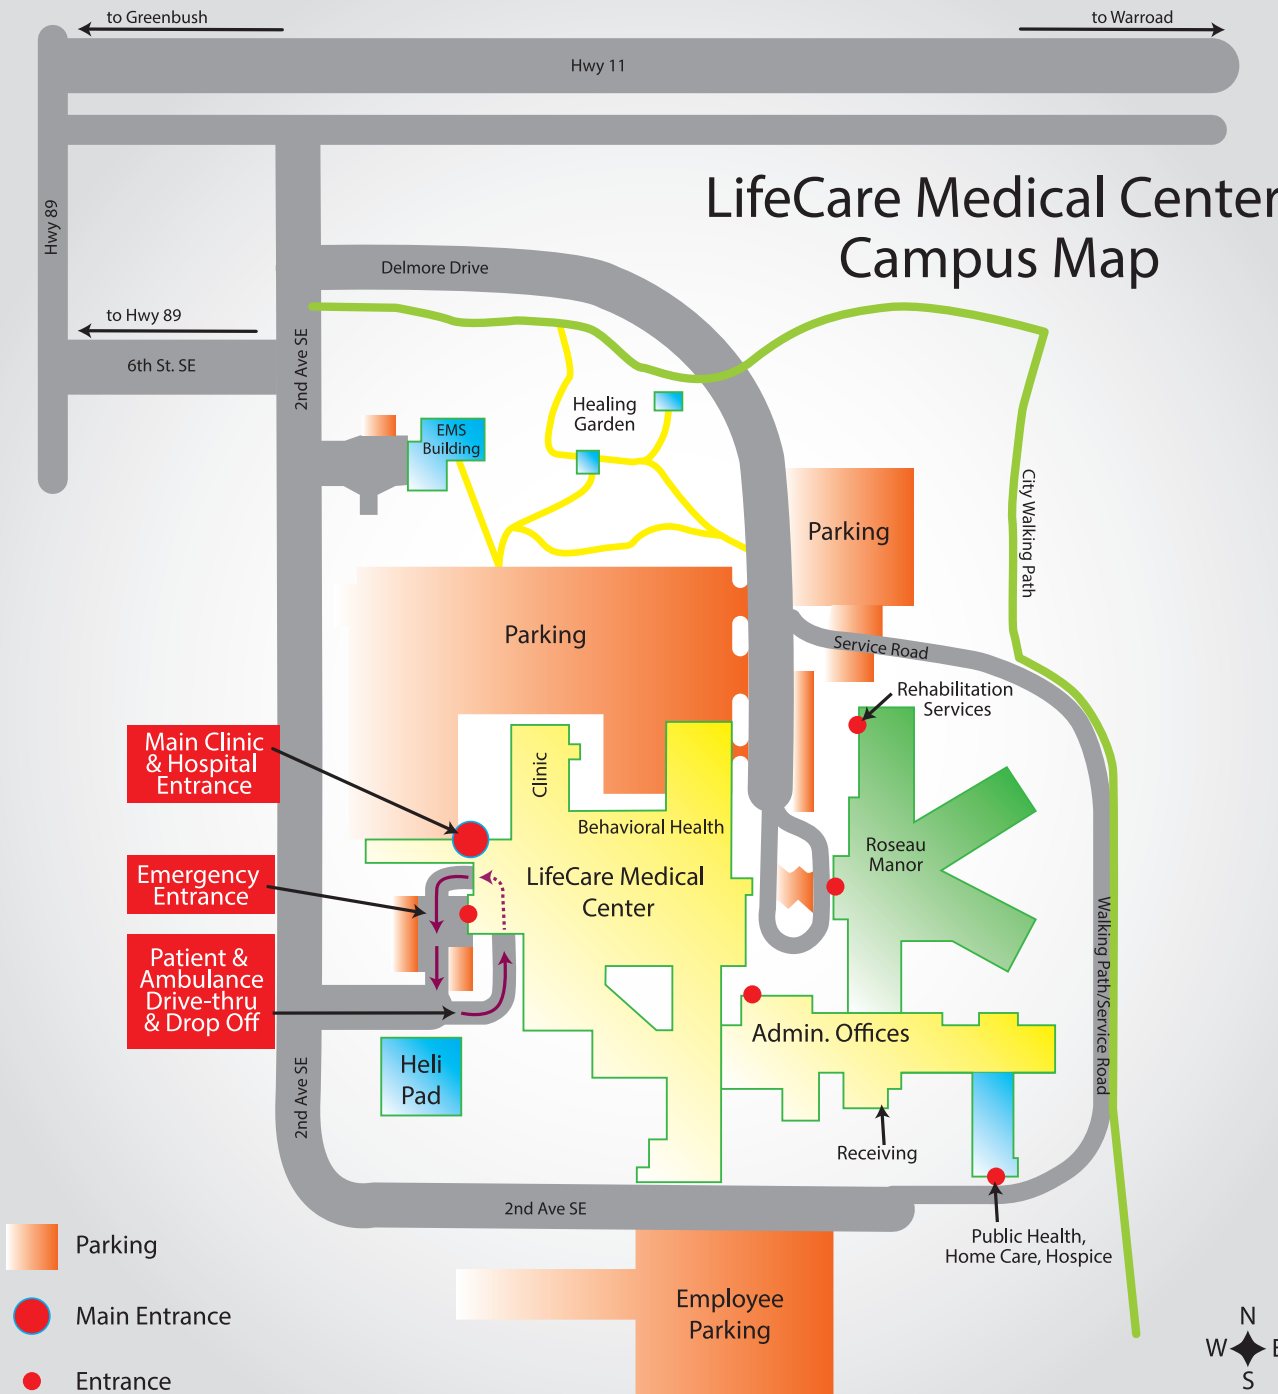 to Greenbush
to Warroad
Hwy 11
LifeCare Medical Center
Campus Map
Hwy 89
Delmore Drive
to Hwy 89
6th St. SE
2nd Ave SE
Healing
Garden
EMS
Building
City Walking Path
Parking
Parking
Service Road
Rehabilitation
Services
Main Clinic
& Hospital
Entrance
Clinic
Behavioral Health
Roseau
Manor
Emergency
Entrance
LifeCare Medical
Center
Patient &
Ambulance
Drive-thru
& Drop Off
Walking Path/Service Road
Admin. Offices
Heli
Pad
2nd Ave SE
Receiving
2nd Ave SE
Public Health,
Home Care, Hospice
Parking
Main Entrance
Entrance
Employee
Parking
N
W E
S